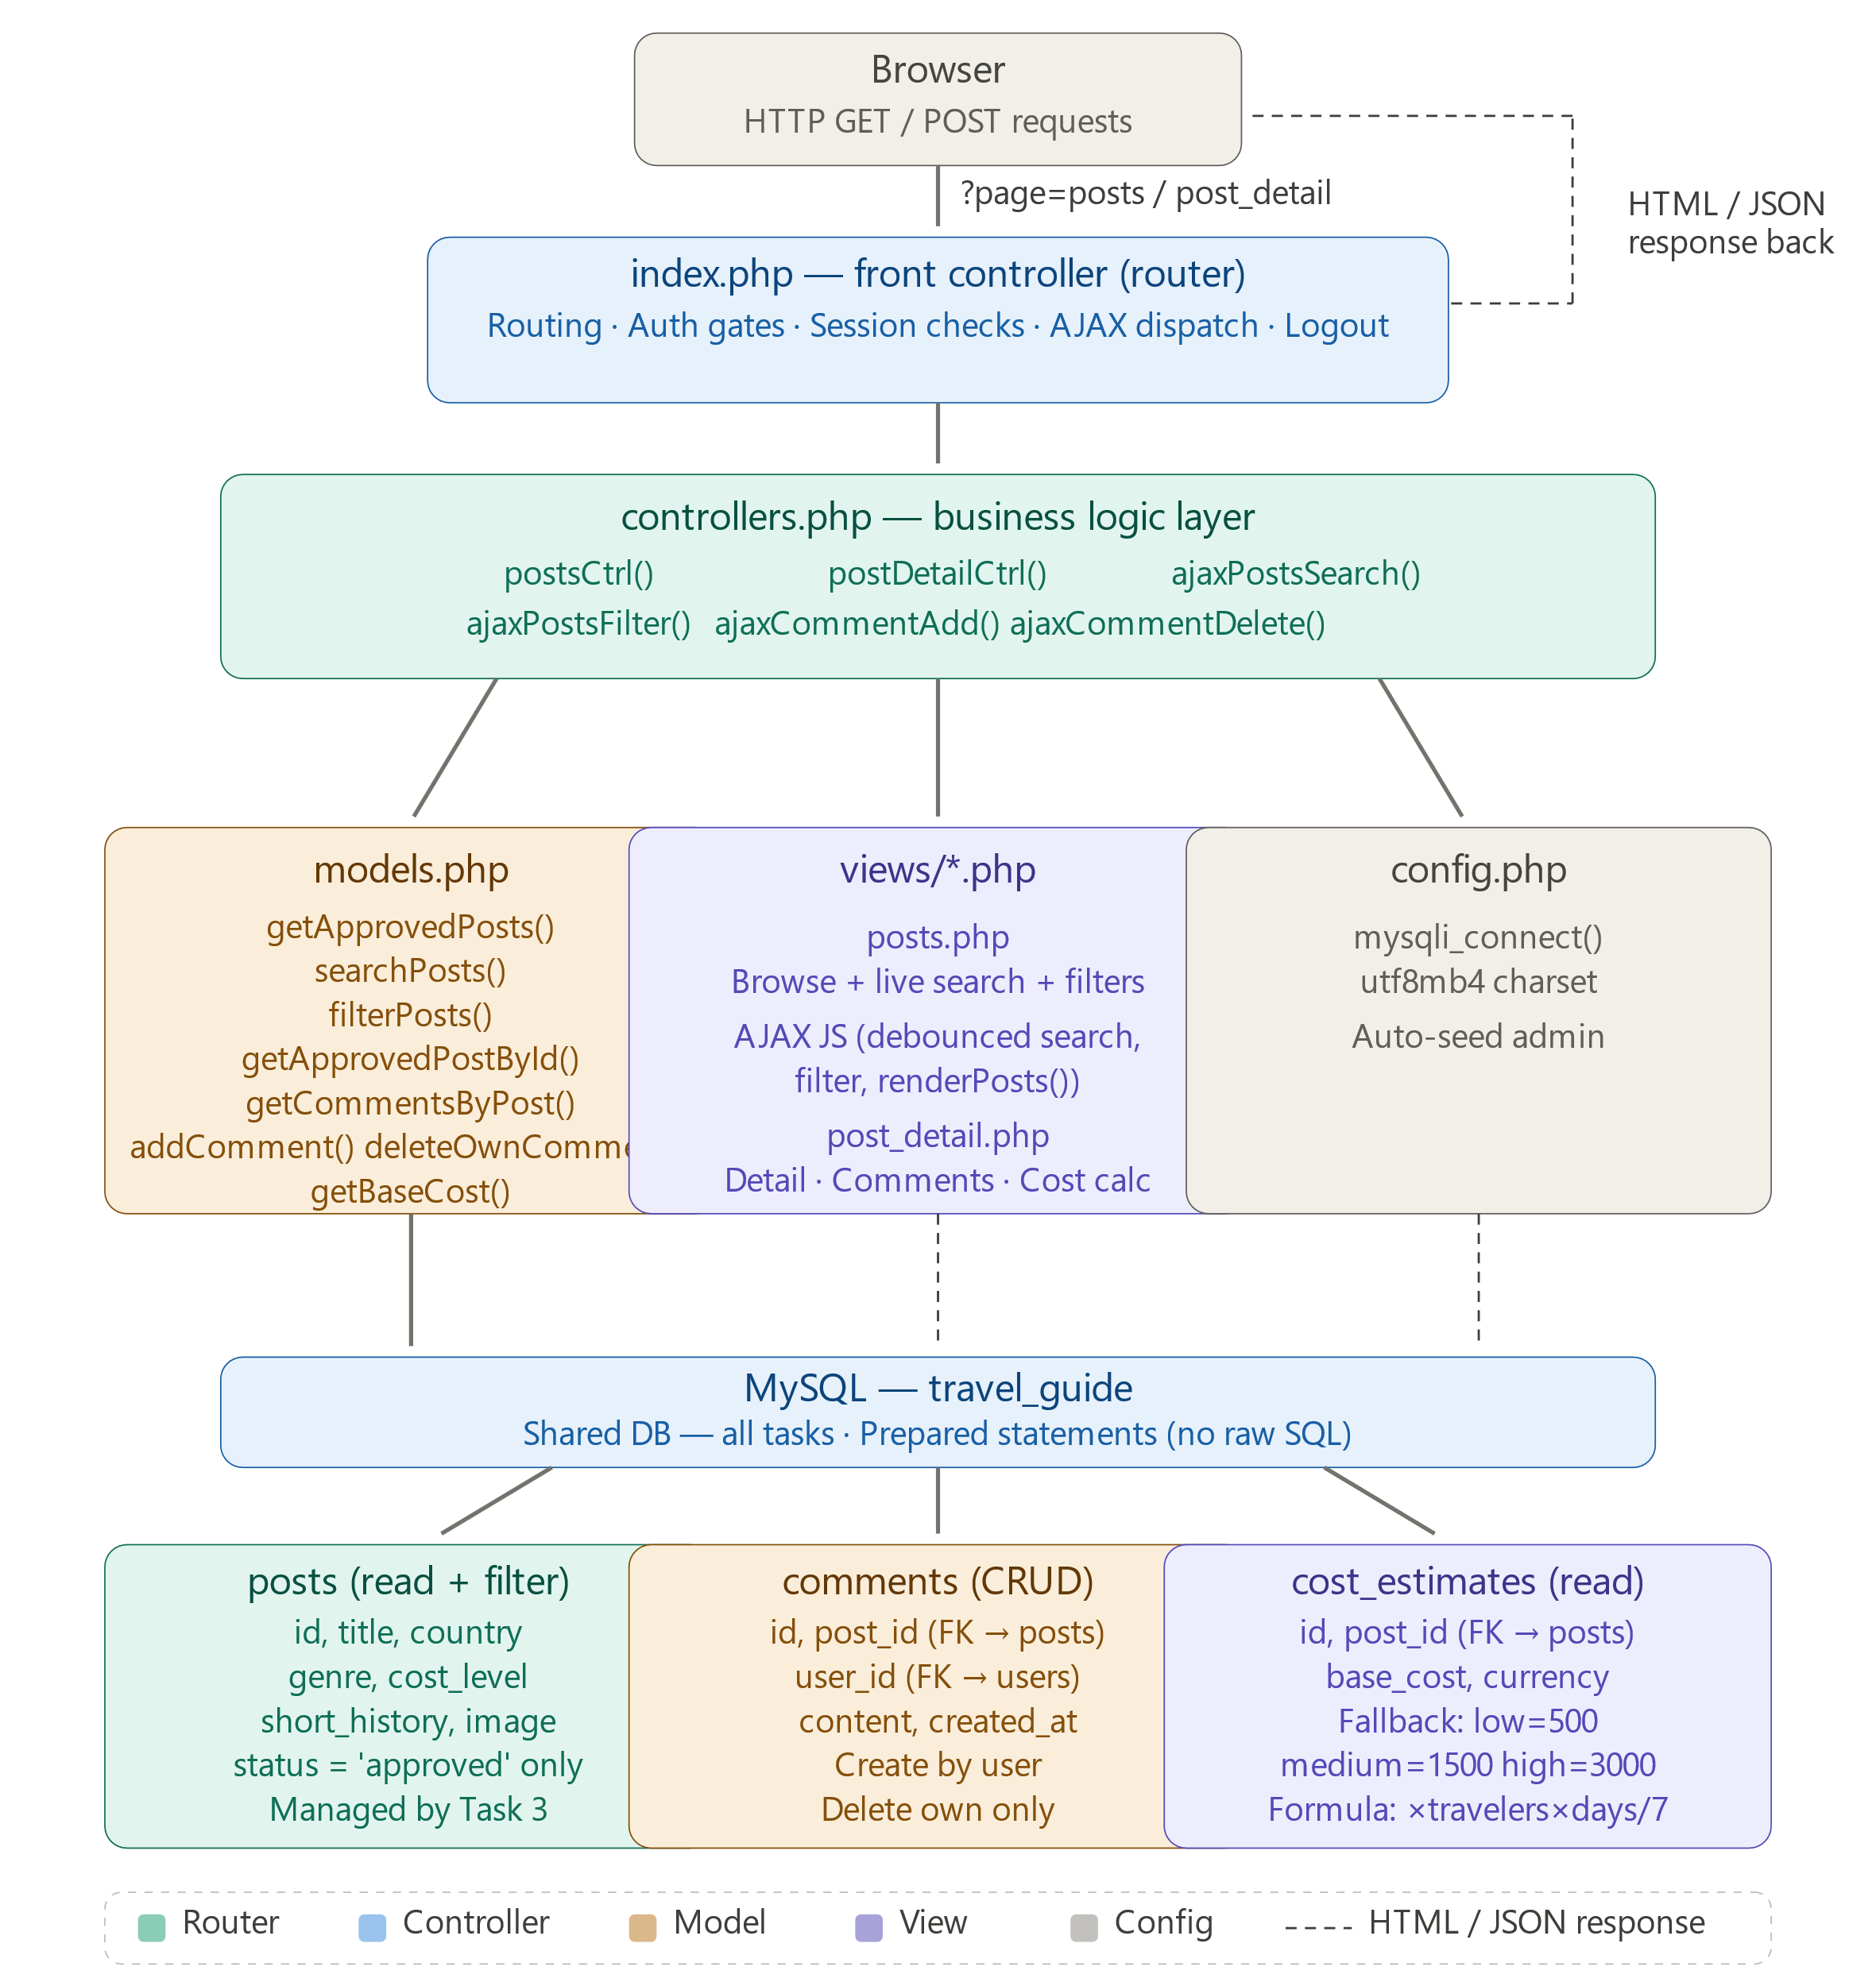 Browser
HTTP GET / POST requests
?page=posts / post_detail
HTML / JSON
response back
index.php — front controller (router)
Routing · Auth gates · Session checks · AJAX dispatch · Logout
controllers.php — business logic layer
postsCtrl() postDetailCtrl() ajaxPostsSearch()
ajaxPostsFilter() ajaxCommentAdd() ajaxCommentDelete()
models.php
getApprovedPosts()
searchPosts()
filterPosts()
getApprovedPostById()
getCommentsByPost()
addComment() deleteOwnComme
getBaseCost()
views/*.php
posts.php
Browse + live search + filters
AJAX JS (debounced search,
filter, renderPosts())
post_detail.php
Detail · Comments · Cost calc
config.php
mysqli_connect()
utf8mb4 charset
Auto-seed admin
MySQL — travel_guide
Shared DB — all tasks · Prepared statements (no raw SQL)
posts (read + filter)
id, title, country
genre, cost_level
short_history, image
status = 'approved' only
Managed by Task 3
comments (CRUD)
id, post_id (FK → posts)
user_id (FK → users)
content, created_at
Create by user
Delete own only
cost_estimates (read)
id, post_id (FK → posts)
base_cost, currency
Fallback: low=500
medium=1500 high=3000
Formula: ×travelers×days/7
Router Controller Model View Config HTML / JSON response